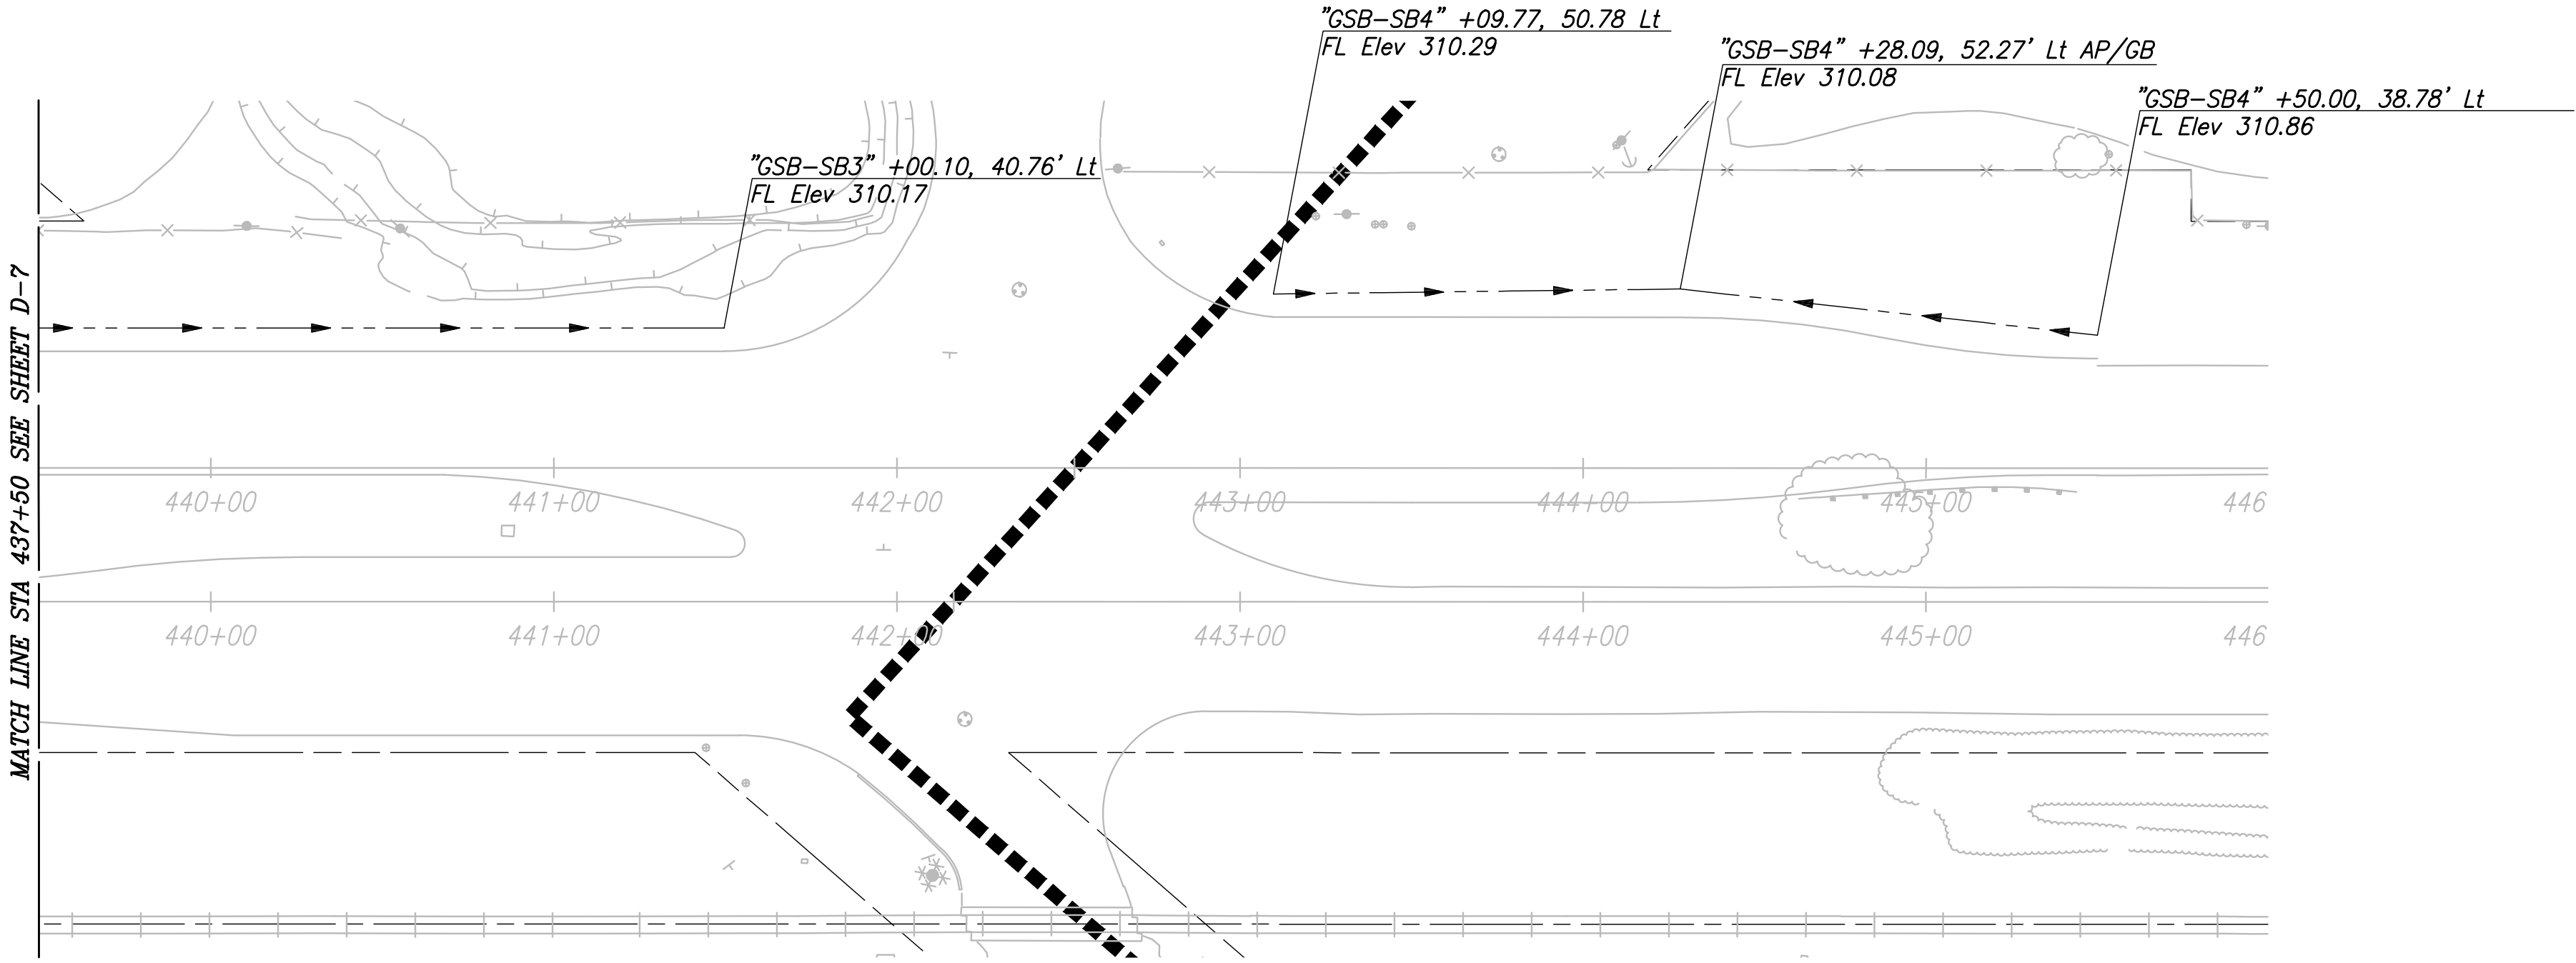 "GSB-SB4" +09.77, 50.78 Lt
FL Elev 310.29
"GSB-SB4" +28.09, 52.27' Lt AP/GB
FL Elev 310.08
"GSB-SB4" +50.00, 38.78' Lt
FL Elev 310.86
"GSB-SB3" +00.10, 40.76' Lt
FL Elev 310.17
MATCH LINE STA 437+50 SEE SHEET D-7
440+00 441+00 442+00 443+00 444+00 445+00 446
440+00 441+00 442+00 443+00 444+00 445+00 446